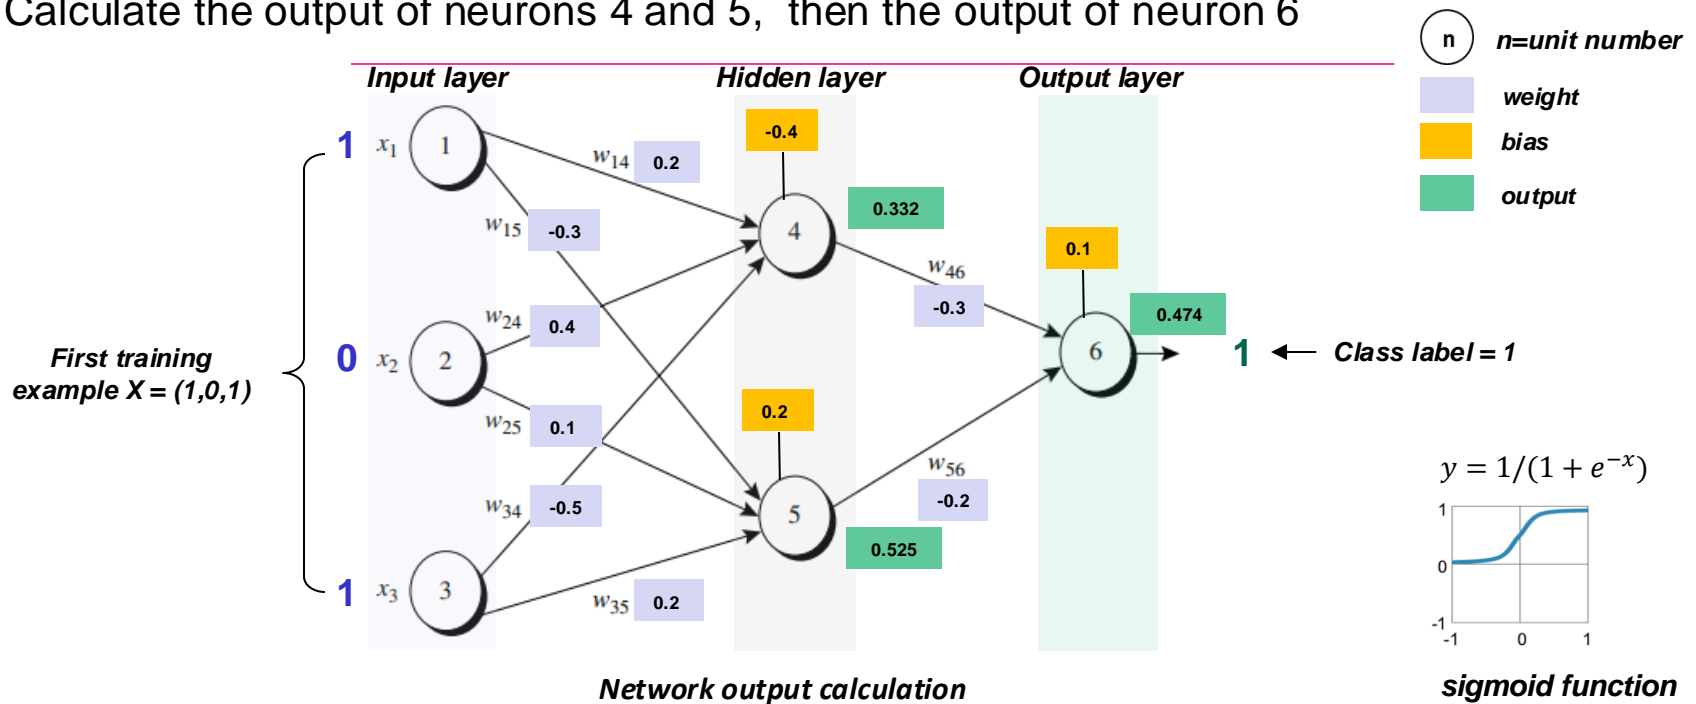 Calculate the output of neurons 4 and 5, then the output of neuron 6
n n=unit number
weight
bias
output
Input layer
Hidden layer
Output layer
1 x1 1
w14 0.2
-0.4
4
0.332
w15 -0.3
w24 0.4
0 x2 2
w25 0.1
w34 -0.5
1 x3 3
w35 0.2
0.2
5
0.525
w46
-0.3
w56
-0.2
0.1
6
0.474
1
Class label = 1
First training
example X = (1,0,1)
y = 1/(1 + e^−x)
1
0
-1
-1 0 1
sigmoid function
Network output calculation